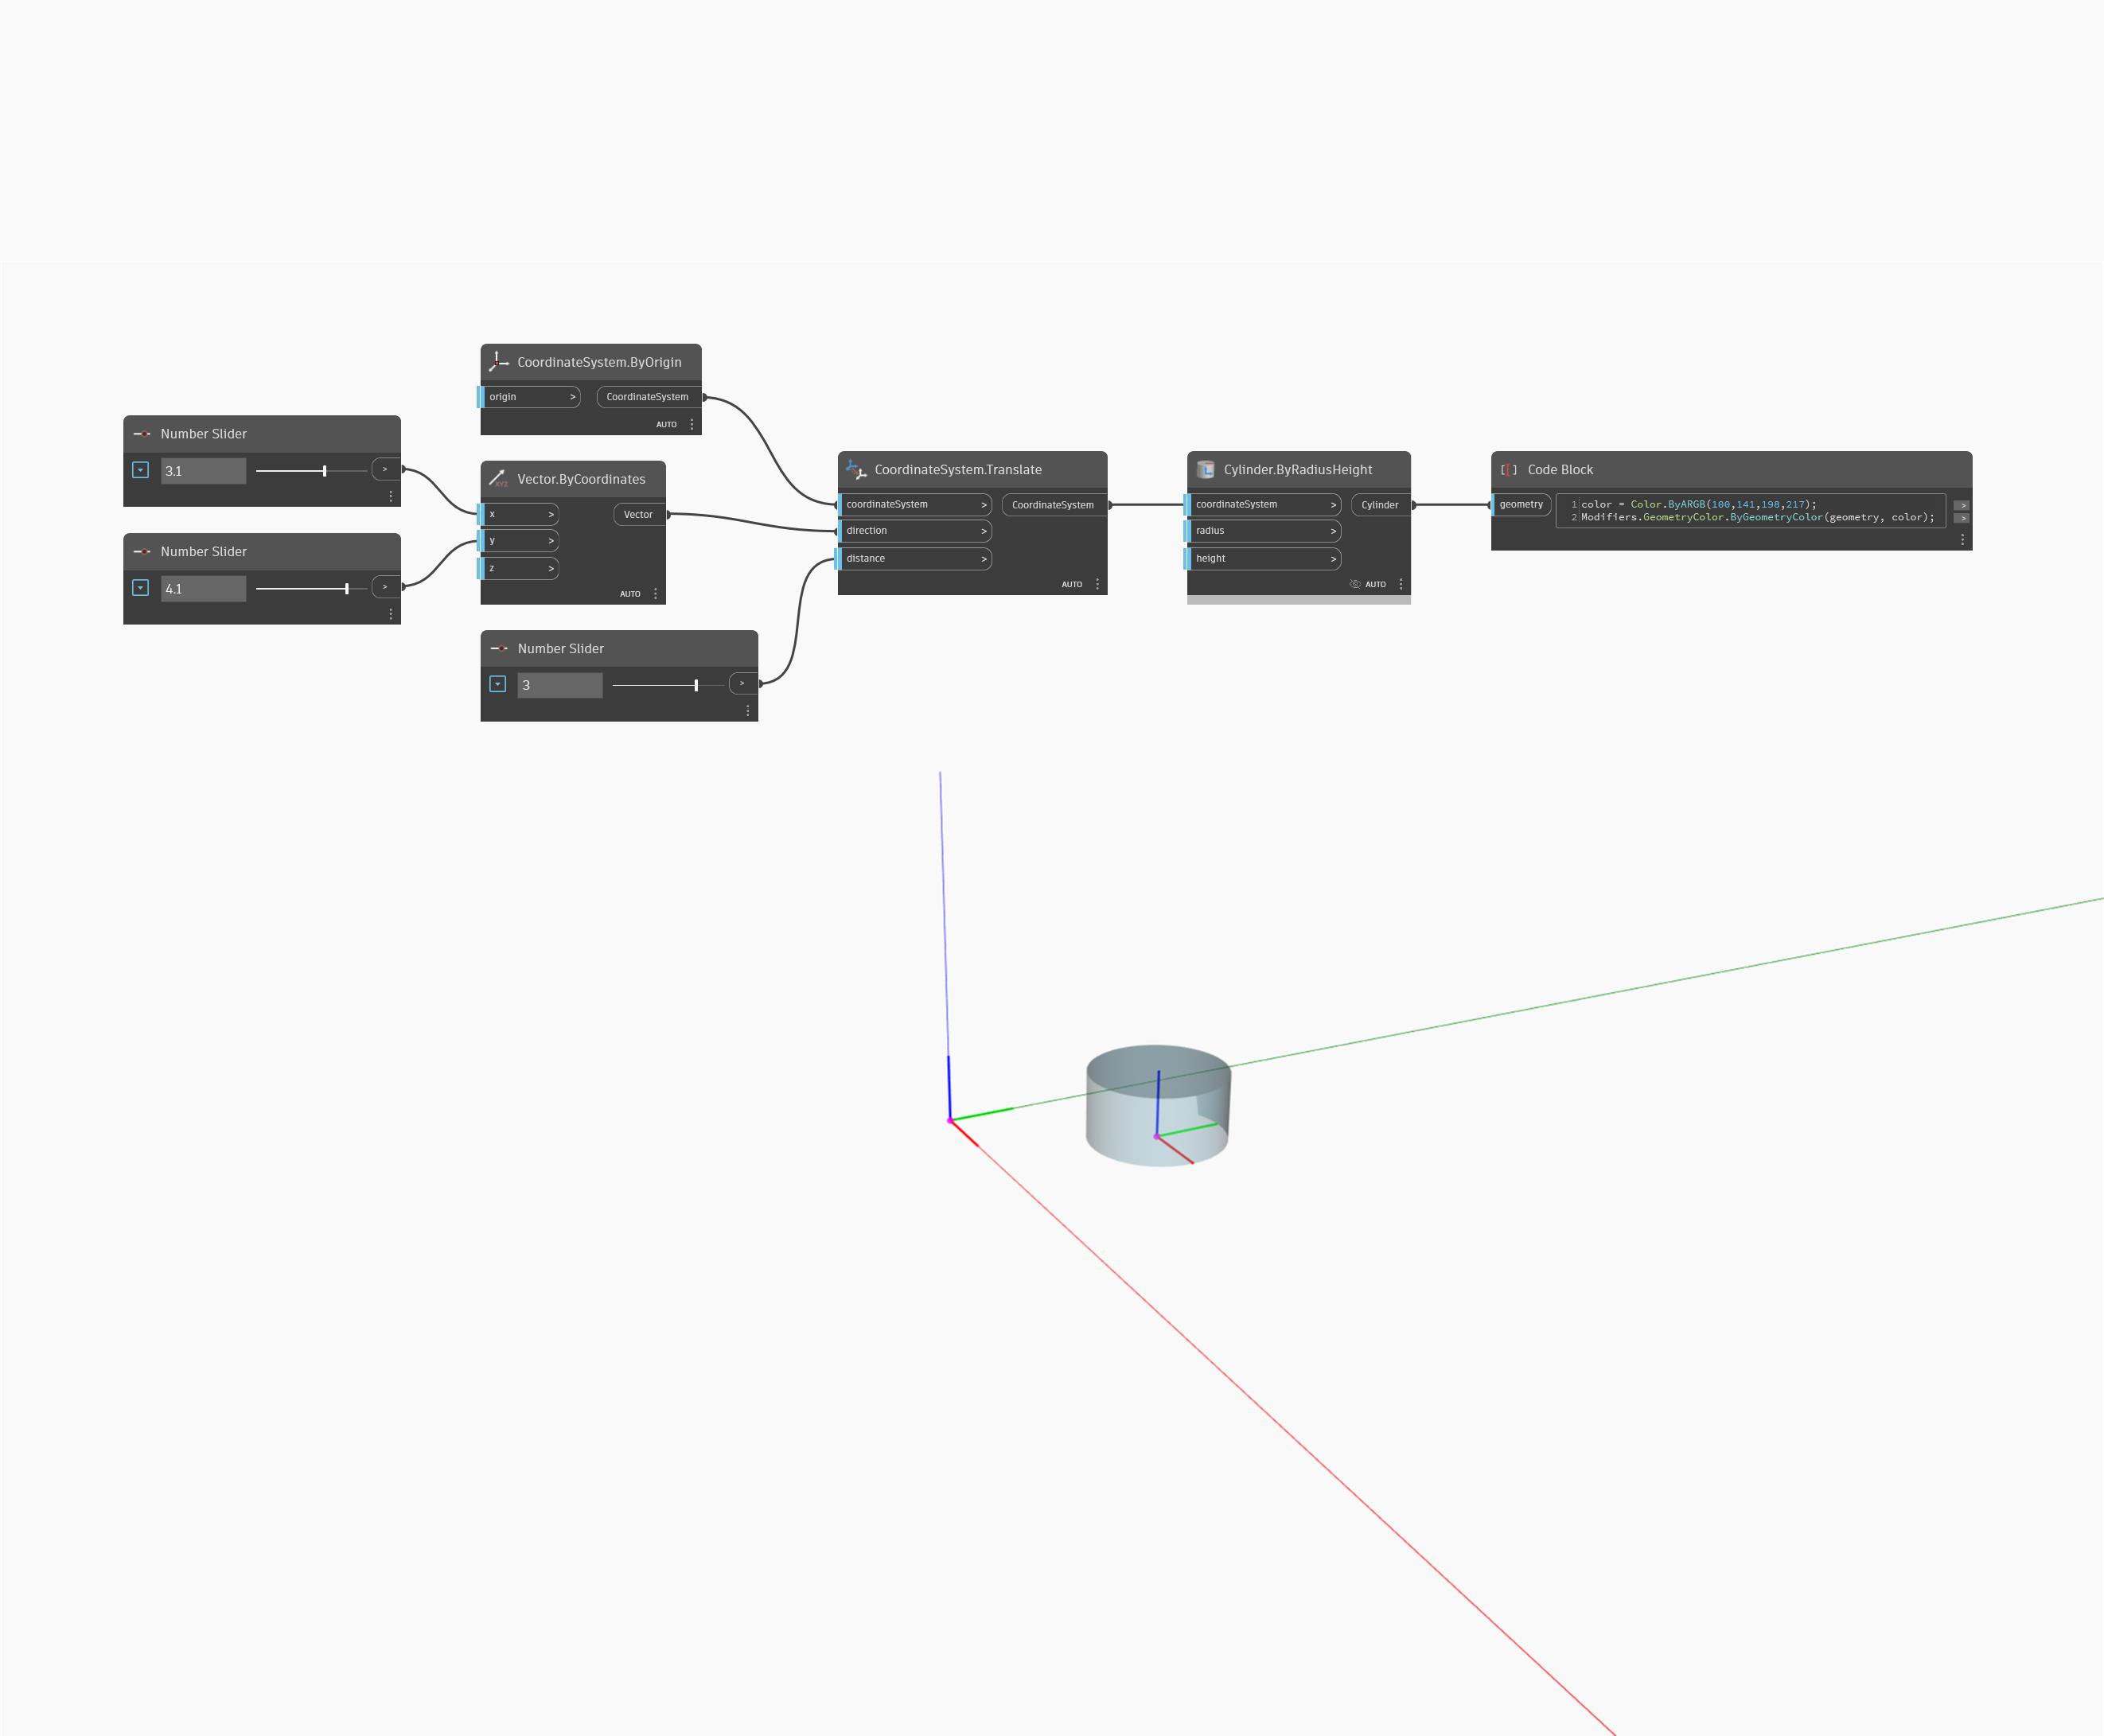 CoordinateSystem.ByOrigin
origin >
CoordinateSystem
AUTO
Number Slider
3.1
>
Number Slider
4.1
>
Vector.ByCoordinates
x >
Vector
y >
z >
AUTO
Number Slider
3
>
CoordinateSystem.Translate
coordinateSystem >
CoordinateSystem
direction >
distance >
AUTO
Cylinder.ByRadiusHeight
coordinateSystem >
Cylinder
radius >
height >
AUTO
Code Block
geometry
1 color = Color.ByARGB(100,141,198,217);
2 Modifiers.GeometryColor.ByGeometryColor(geometry, color);
>
>